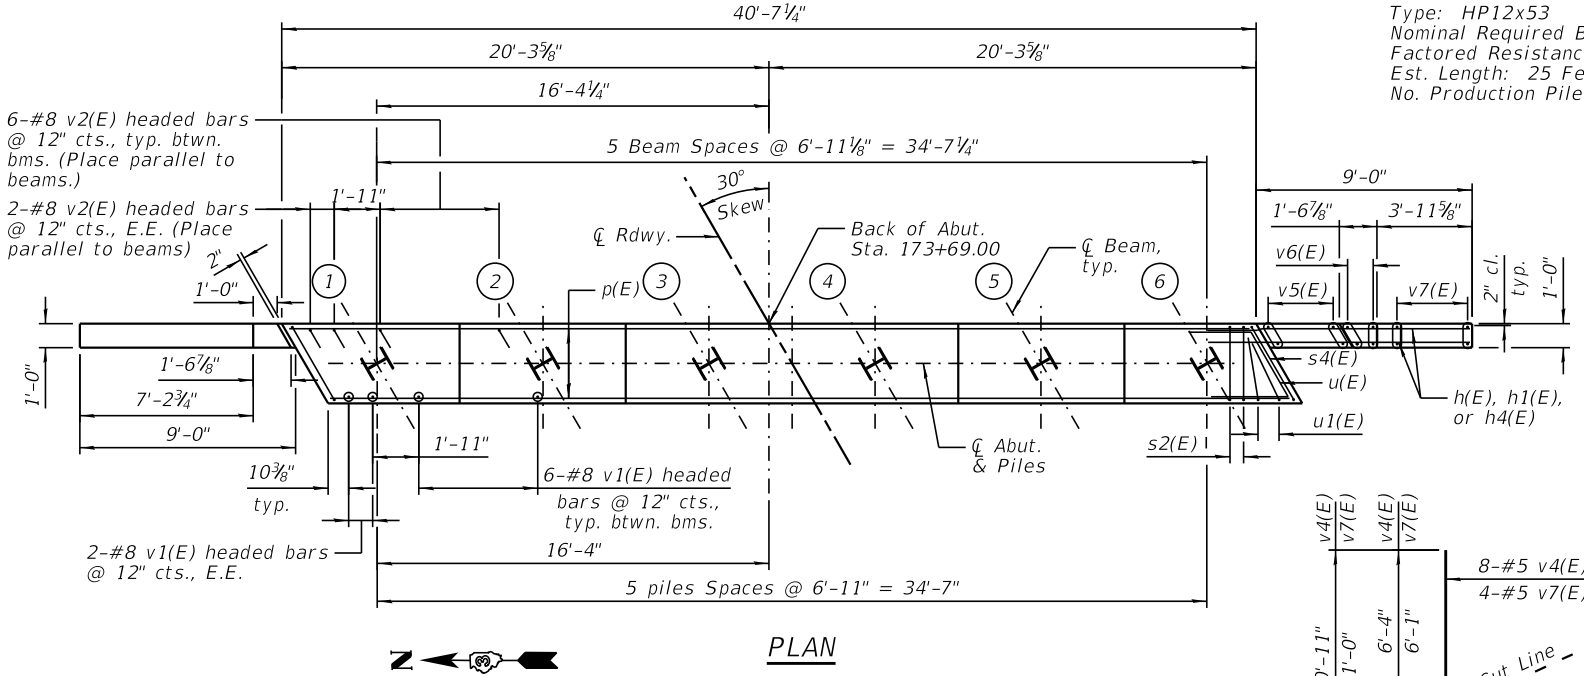 40'-7¼"
20'-3⅝"
20'-3⅝"
16'-4¼"
5 Beam Spaces @ 6'-11⅛" = 34'-7¼"
Type: HP12x53
Nominal Required B
Factored Resistanc
Est. Length: 25 Fe
No. Production Pile
6-#8 v2(E) headed bars
@ 12" cts., typ. btwn.
bms. (Place parallel to
beams.)
2-#8 v2(E) headed bars
@ 12" cts., E.E. (Place
parallel to beams)
1'-11"
2"
1'-0"
30°
Skew
℄ Rdwy.
Back of Abut.
Sta. 173+69.00
℄ Beam,
typ.
p(E)
1
2
3
4
5
6
9'-0"
1'-6⅞"
3'-11⅝"
v6(E)
v5(E)
v7(E)
2" cl.
typ.
1'-0"
s4(E)
u(E)
h(E), h1(E),
or h4(E)
u1(E)
s2(E)
1'-0"
1'-6⅞"
7'-2¾"
9'-0"
10⅜"
typ.
1'-11"
6-#8 v1(E) headed
bars @ 12" cts.,
typ. btwn. bms.
℄ Abut.
& Piles
2-#8 v1(E) headed bars
@ 12" cts., E.E.
16'-4"
5 piles Spaces @ 6'-11" = 34'-7"
N
3
PLAN
v4(E)
v7(E)
v4(E)
v7(E)
8-#5 v4(E)
4-#5 v7(E)
0'-11"
1'-0"
6'-4"
6'-1"
Cut Line